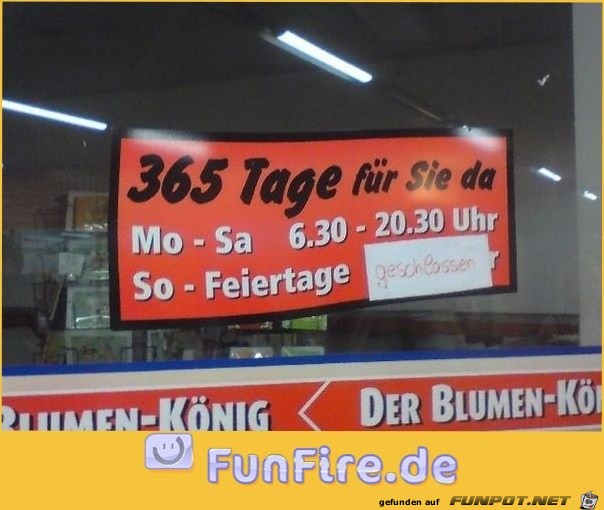 365 Tage für Sie da
Mo - Sa 6.30 - 20.30 Uhr
So - Feiertage geschlossen r
BLUMEN-KÖNIG DER BLUMEN-KÖ
FunFire.de
gefunden auf FUNPOT.NET